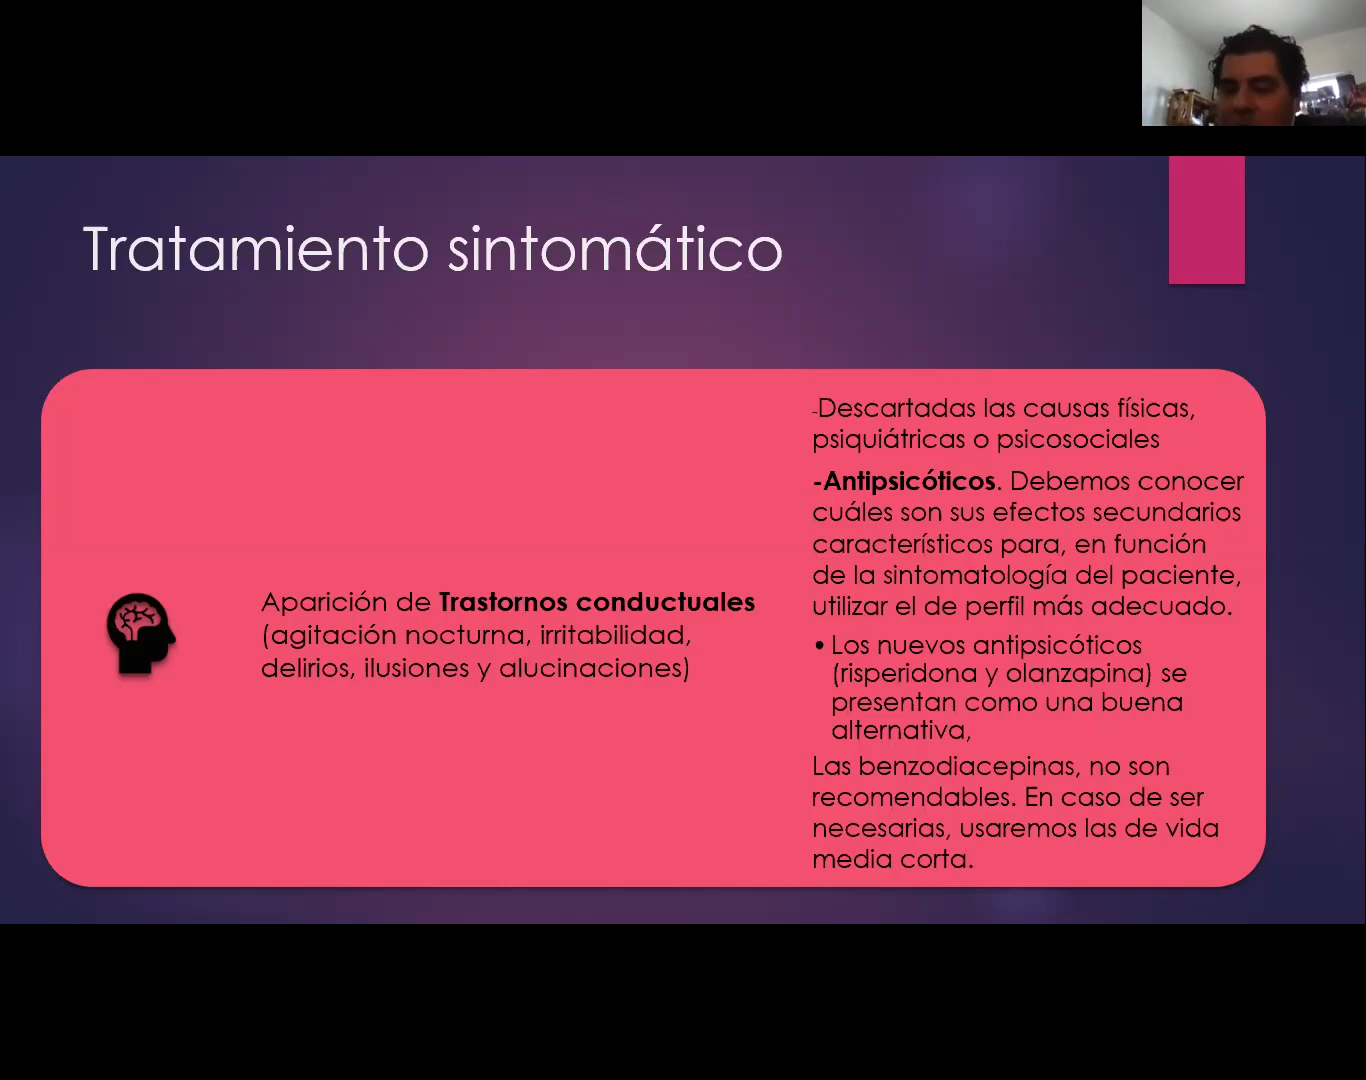 Tratamiento sintomático
Aparición de Trastornos conductuales
(agitación nocturna, irritabilidad,
delirios, ilusiones y alucinaciones)
-Descartadas las causas físicas,
psiquiátricas o psicosociales
-Antipsicóticos. Debemos conocer
cuáles son sus efectos secundarios
característicos para, en función
de la sintomatología del paciente,
utilizar el de perfil más adecuado.
• Los nuevos antipsicóticos
(risperidona y olanzapina) se
presentan como una buena
alternativa,
Las benzodiacepinas, no son
recomendables. En caso de ser
necesarias, usaremos las de vida
media corta.